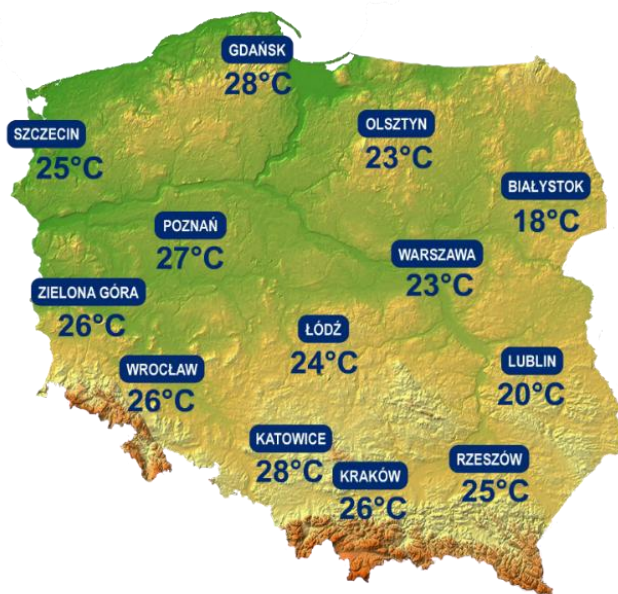 GDAŃSK
28°C
SZCZECIN
25°C
OLSZTYN
23°C
BIAŁYSTOK
18°C
POZNAŃ
27°C
WARSZAWA
23°C
ZIELONA GÓRA
26°C
ŁÓDŹ
24°C
WROCŁAW
26°C
LUBLIN
20°C
KATOWICE
28°C
KRAKÓW
26°C
RZESZÓW
25°C